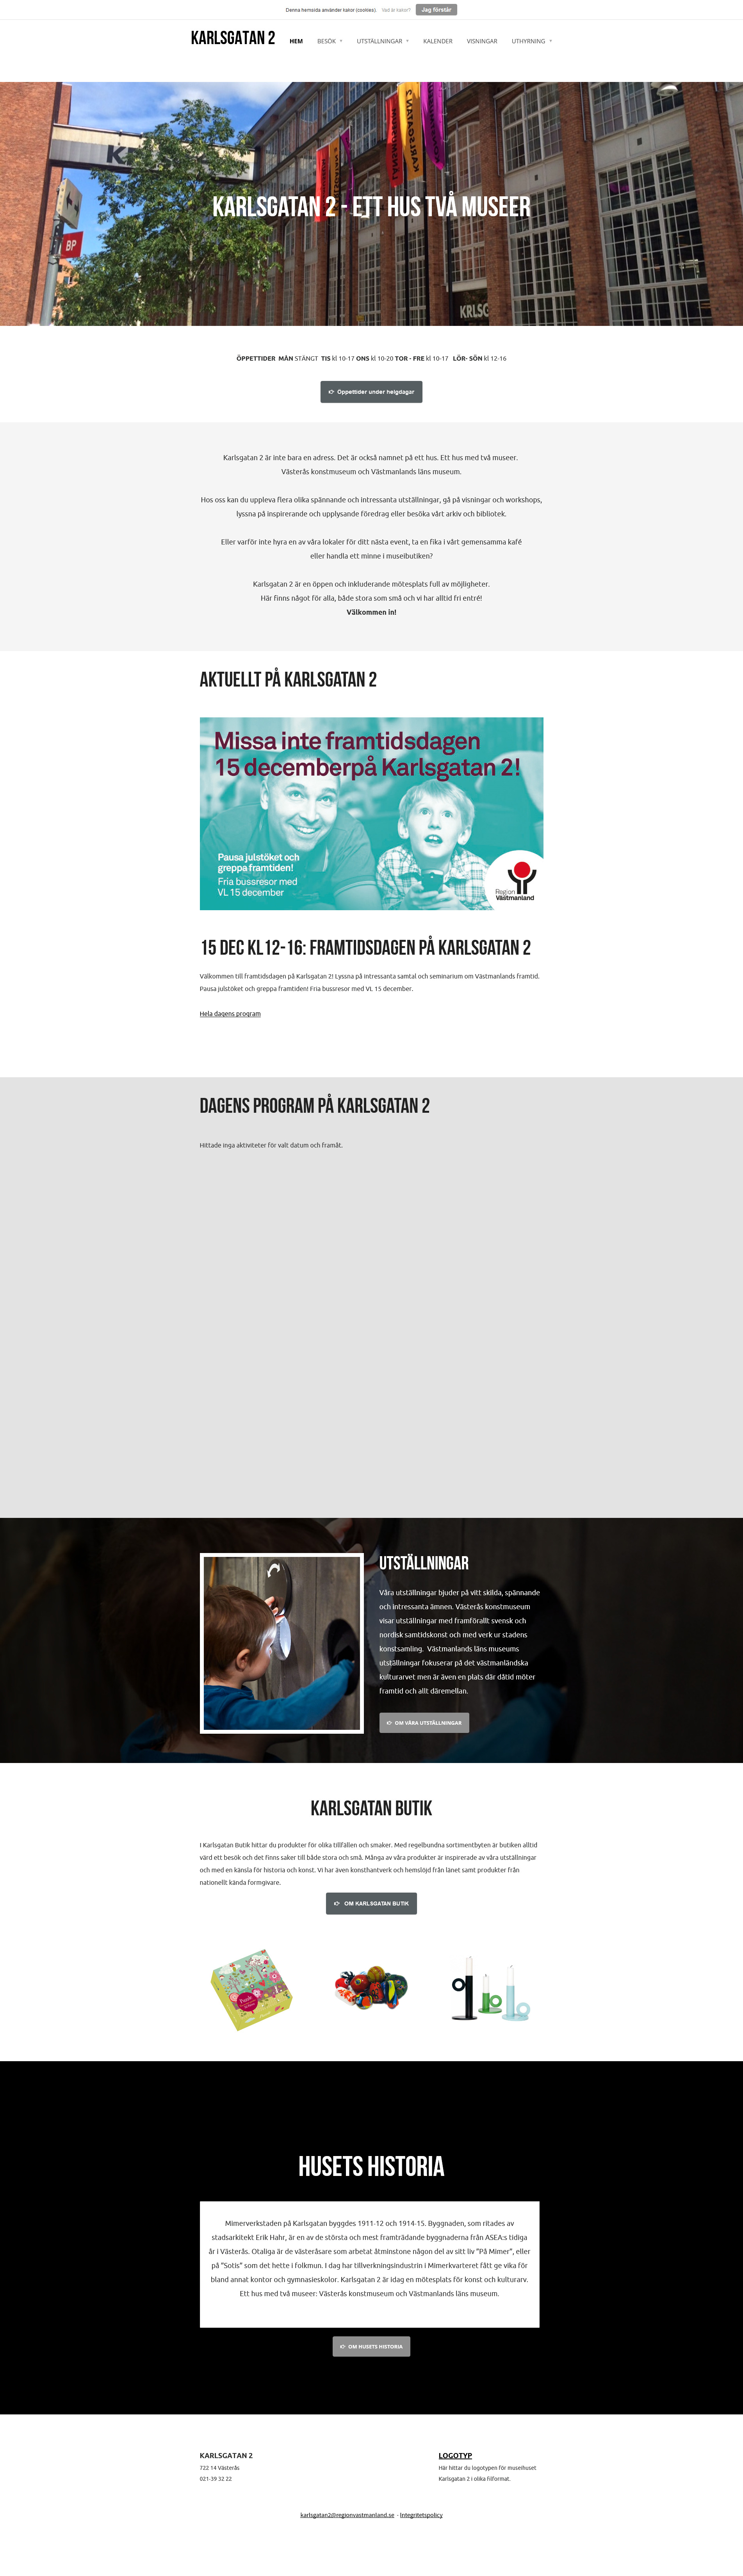 Denna hemsida använder kakor (cookies). Vad är kakor? Jag förstår
KARLSGATAN 2 HEM BESÖK UTSTÄLLNINGAR KALENDER VISNINGAR UTHYRNING
BP
KARLSGATAN 2 - ETT HUS TVÅ MUSEER
ÖPPETTIDER MÅN STÄNGT TIS kl 10-17 ONS kl 10-20 TOR - FRE kl 10-17 LÖR- SÖN kl 12-16
Öppettider under helgdagar
Karlsgatan 2 är inte bara en adress. Det är också namnet på ett hus. Ett hus med två museer.
Västerås konstmuseum och Västmanlands läns museum.
Hos oss kan du uppleva flera olika spännande och intressanta utställningar, gå på visningar och workshops,
lyssna på inspirerande och upplysande föredrag eller besöka vårt arkiv och bibliotek.
Eller varför inte hyra en av våra lokaler för ditt nästa event, ta en fika i vårt gemensamma kafé
eller handla ett minne i museibutiken?
Karlsgatan 2 är en öppen och inkluderande mötesplats full av möjligheter.
Här finns något för alla, både stora som små och vi har alltid fri entré!
Välkommen in!
AKTUELLT PÅ KARLSGATAN 2
Missa inte framtidsdagen
15 decemberpå Karlsgatan 2!
Pausa julstöket och
greppa framtiden!
Fria bussresor med
VL 15 december
Region
Västmanland
15 DEC KL12-16: FRAMTIDSDAGEN PÅ KARLSGATAN 2
Välkommen till framtidsdagen på Karlsgatan 2! Lyssna på intressanta samtal och seminarium om Västmanlands framtid.
Pausa julstöket och greppa framtiden! Fria bussresor med VL 15 december.
Hela dagens program
DAGENS PROGRAM PÅ KARLSGATAN 2
Hittade inga aktiviteter för valt datum och framåt.
UTSTÄLLNINGAR
Våra utställningar bjuder på vitt skilda, spännande
och intressanta ämnen. Västerås konstmuseum
visar utställningar med framförallt svensk och
nordisk samtidskonst och med verk ur stadens
konstsamling. Västmanlands läns museums
utställningar fokuserar på det västmanländska
kulturarvet men är även en plats där dåtid möter
framtid och allt däremellan.
OM VÅRA UTSTÄLLNINGAR
KARLSGATAN BUTIK
I Karlsgatan Butik hittar du produkter för olika tillfällen och smaker. Med regelbundna sortimentbyten är butiken alltid
värd ett besök och det finns saker till både stora och små. Många av våra produkter är inspirerade av våra utställningar
och med en känsla för historia och konst. Vi har även konsthantverk och hemslöjd från länet samt produkter från
nationellt kända formgivare.
OM KARLSGATAN BUTIK
HUSETS HISTORIA
Mimerverkstaden på Karlsgatan byggdes 1911-12 och 1914-15. Byggnaden, som ritades av
stadsarkitekt Erik Hahr, är en av de största och mest framträdande byggnaderna från ASEA:s tidiga
år i Västerås. Otaliga är de västeråsare som arbetat åtminstone någon del av sitt liv "På Mimer", eller
på "Sotis" som det hette i folkmun. I dag har tillverkningsindustrin i Mimerkvarteret fått ge vika för
bland annat kontor och gymnasieskolor. Karlsgatan 2 är idag en mötesplats för konst och kulturarv.
Ett hus med två museer: Västerås konstmuseum och Västmanlands läns museum.
OM HUSETS HISTORIA
KARLSGATAN 2
722 14 Västerås
021-39 32 22
LOGOTYP
Här hittar du logotypen för museihuset
Karlsgatan 2 i olika filformat.
karlsgatan2@regionvastmanland.se - Integritetspolicy